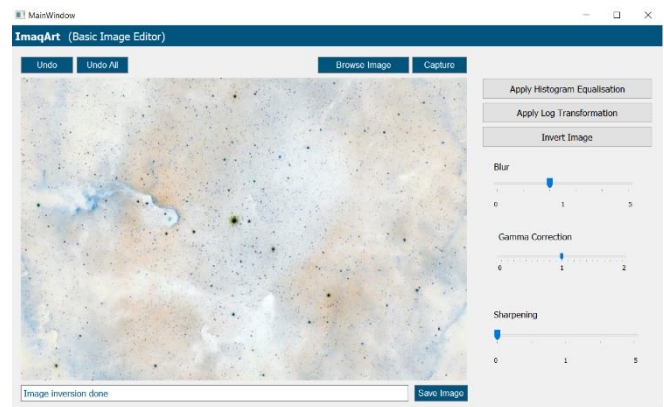 MainWindow
ImaqArt (Basic Image Editor)
Undo Undo All Browse Image Capture
Apply Histogram Equalisation
Apply Log Transformation
Invert Image
Blur
0 1 5
Gamma Correction
0 1 2
Sharpening
0 1 5
Image inversion done Save Image